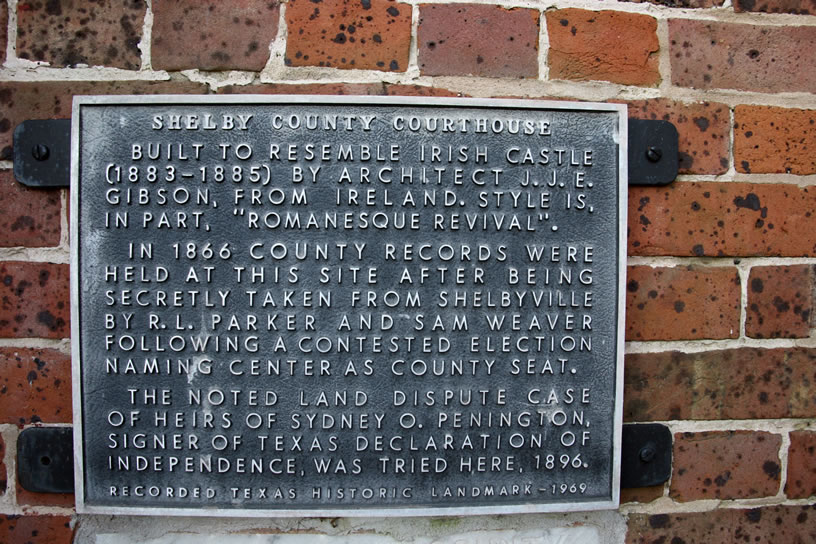 SHELBY COUNTY COURTHOUSE
BUILT TO RESEMBLE IRISH CASTLE
(1883-1885) BY ARCHITECT J.J.E.
GIBSON, FROM IRELAND. STYLE IS,
IN PART, "ROMANESQUE REVIVAL".
IN 1866 COUNTY RECORDS WERE
HELD AT THIS SITE AFTER BEING
SECRETLY TAKEN FROM SHELBYVILLE
BY R.L. PARKER AND SAM WEAVER
FOLLOWING A CONTESTED ELECTION
NAMING CENTER AS COUNTY SEAT.
THE NOTED LAND DISPUTE CASE
OF HEIRS OF SYDNEY O. PENINGTON,
SIGNER OF TEXAS DECLARATION OF
INDEPENDENCE, WAS TRIED HERE, 1896.
RECORDED TEXAS HISTORIC LANDMARK-1969